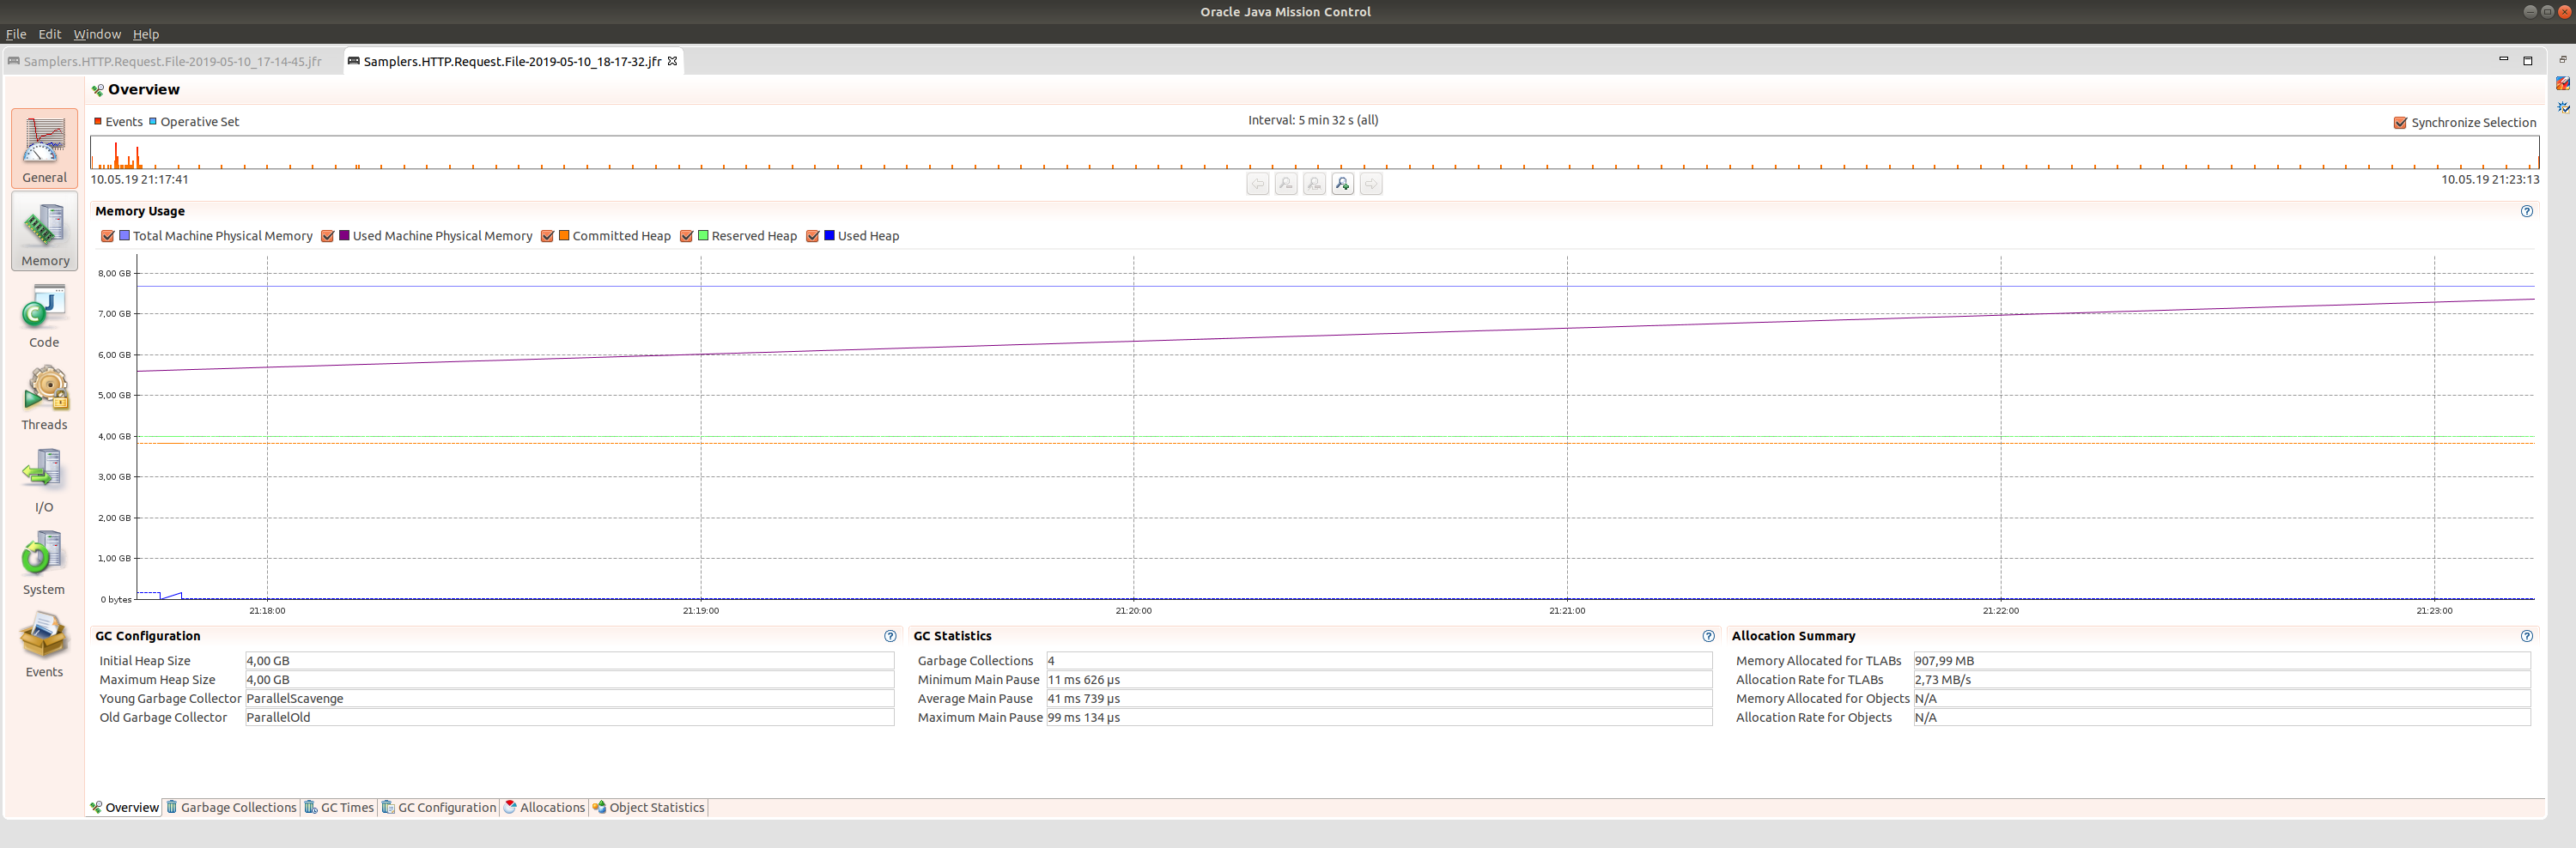 Oracle Java Mission Control
File Edit Window Help
Samplers.HTTP.Request.File-2019-05-10_17-14-45.jfr Samplers.HTTP.Request.File-2019-05-10_18-17-32.jfr
Overview
Events Operative Set Interval: 5 min 32 s (all) Synchronize Selection
10.05.19 21:17:41 10.05.19 21:23:13
General
Memory
Code
Threads
I/O
System
Events
Memory Usage
Total Machine Physical Memory Used Machine Physical Memory Committed Heap Reserved Heap Used Heap
8,00 GB
7,00 GB
6,00 GB
5,00 GB
4,00 GB
3,00 GB
2,00 GB
1,00 GB
0 bytes
21:18:00 21:19:00 21:20:00 21:21:00 21:22:00 21:23:00
GC Configuration
Initial Heap Size 4,00 GB
Maximum Heap Size 4,00 GB
Young Garbage Collector ParallelScavenge
Old Garbage Collector ParallelOld
GC Statistics
Garbage Collections 4
Minimum Main Pause 11 ms 626 µs
Average Main Pause 41 ms 739 µs
Maximum Main Pause 99 ms 134 µs
Allocation Summary
Memory Allocated for TLABs 907,99 MB
Allocation Rate for TLABs 2,73 MB/s
Memory Allocated for Objects N/A
Allocation Rate for Objects N/A
Overview Garbage Collections GC Times GC Configuration Allocations Object Statistics